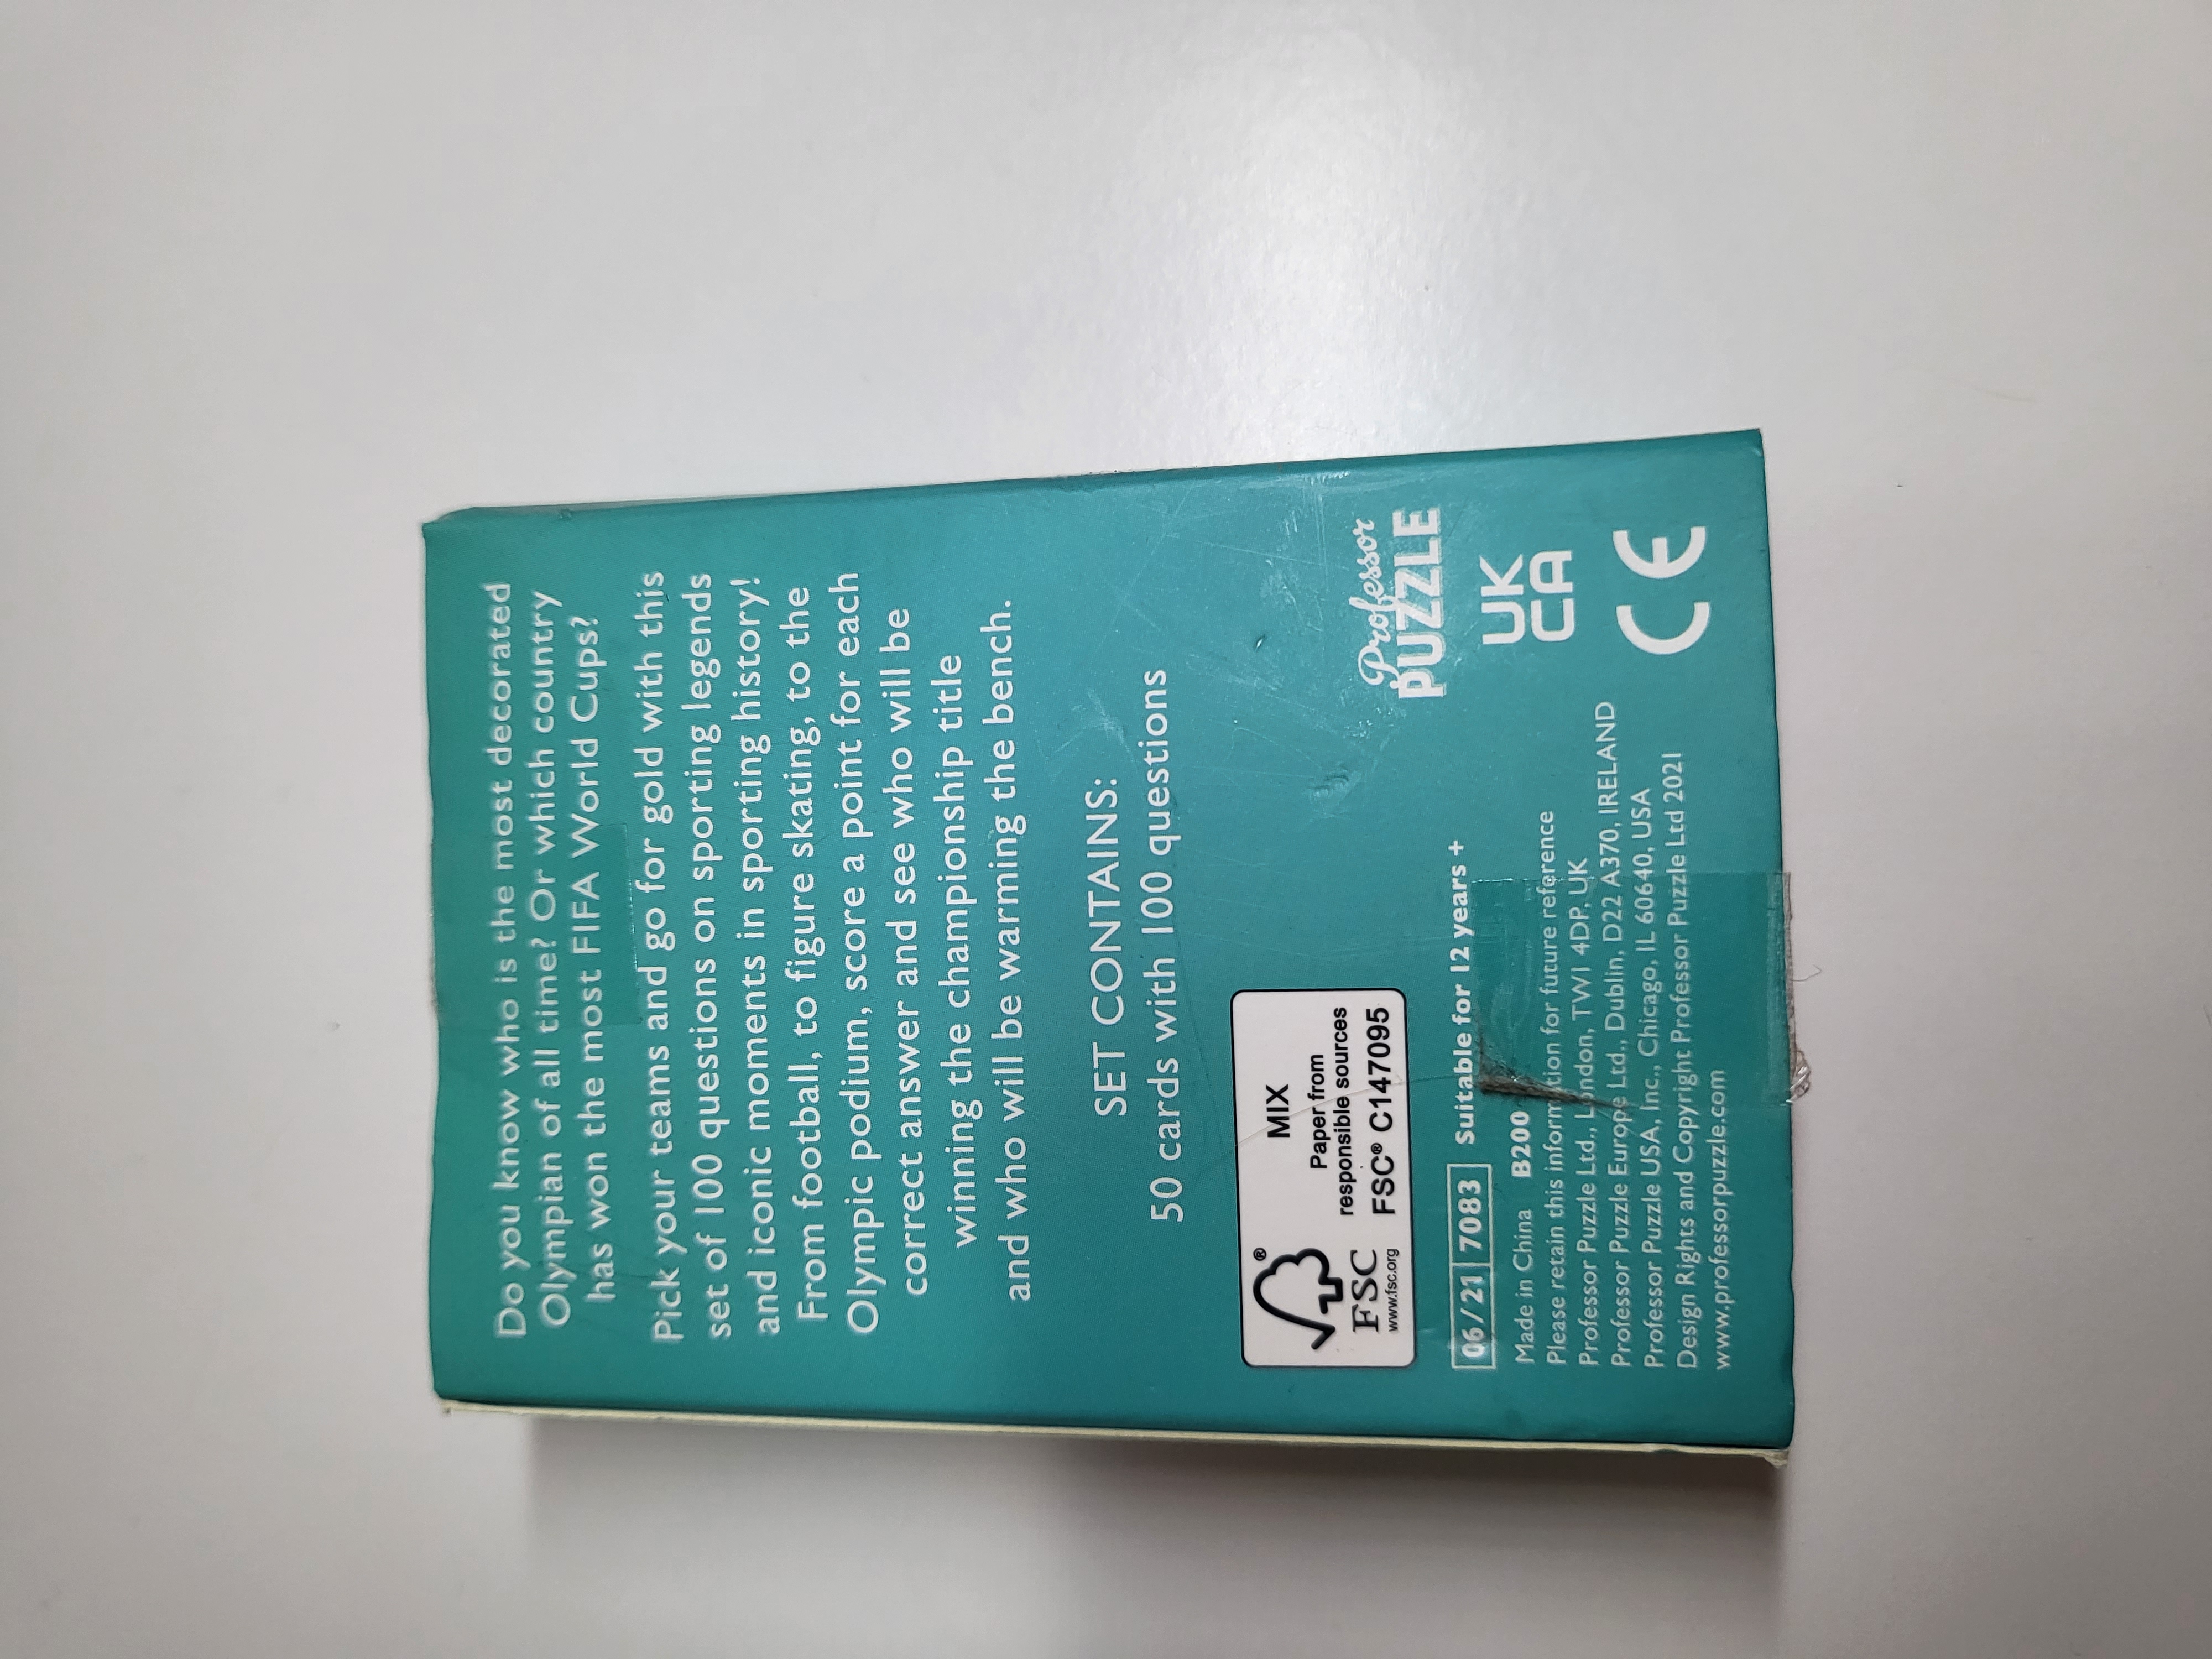 Do you know who is the most decorated
Olympian of all time? Or which country
has won the most FIFA World Cups?
Pick your teams and go for gold with this
set of 100 questions on sporting legends
and iconic moments in sporting history!
From football, to figure skating, to the
Olympic podium, score a point for each
correct answer and see who will be
winning the championship title
and who will be warming the bench.
SET CONTAINS:
50 cards with 100 questions
FSC®
www.fsc.org
MIX
Paper from
responsible sources
FSC® C147095
06/21 7083 Suitable for 12 years +
Made in China B200
Please retain this information for future reference
Professor Puzzle Ltd., London, TW1 4DP, UK
Professor Puzzle Europe Ltd., Dublin, D22 A370, IRELAND
Professor Puzzle USA, Inc., Chicago, IL 60640, USA
Design Rights and Copyright Professor Puzzle Ltd 2021
www.professorpuzzle.com
Professor
PUZZLE
UK
CA
CE